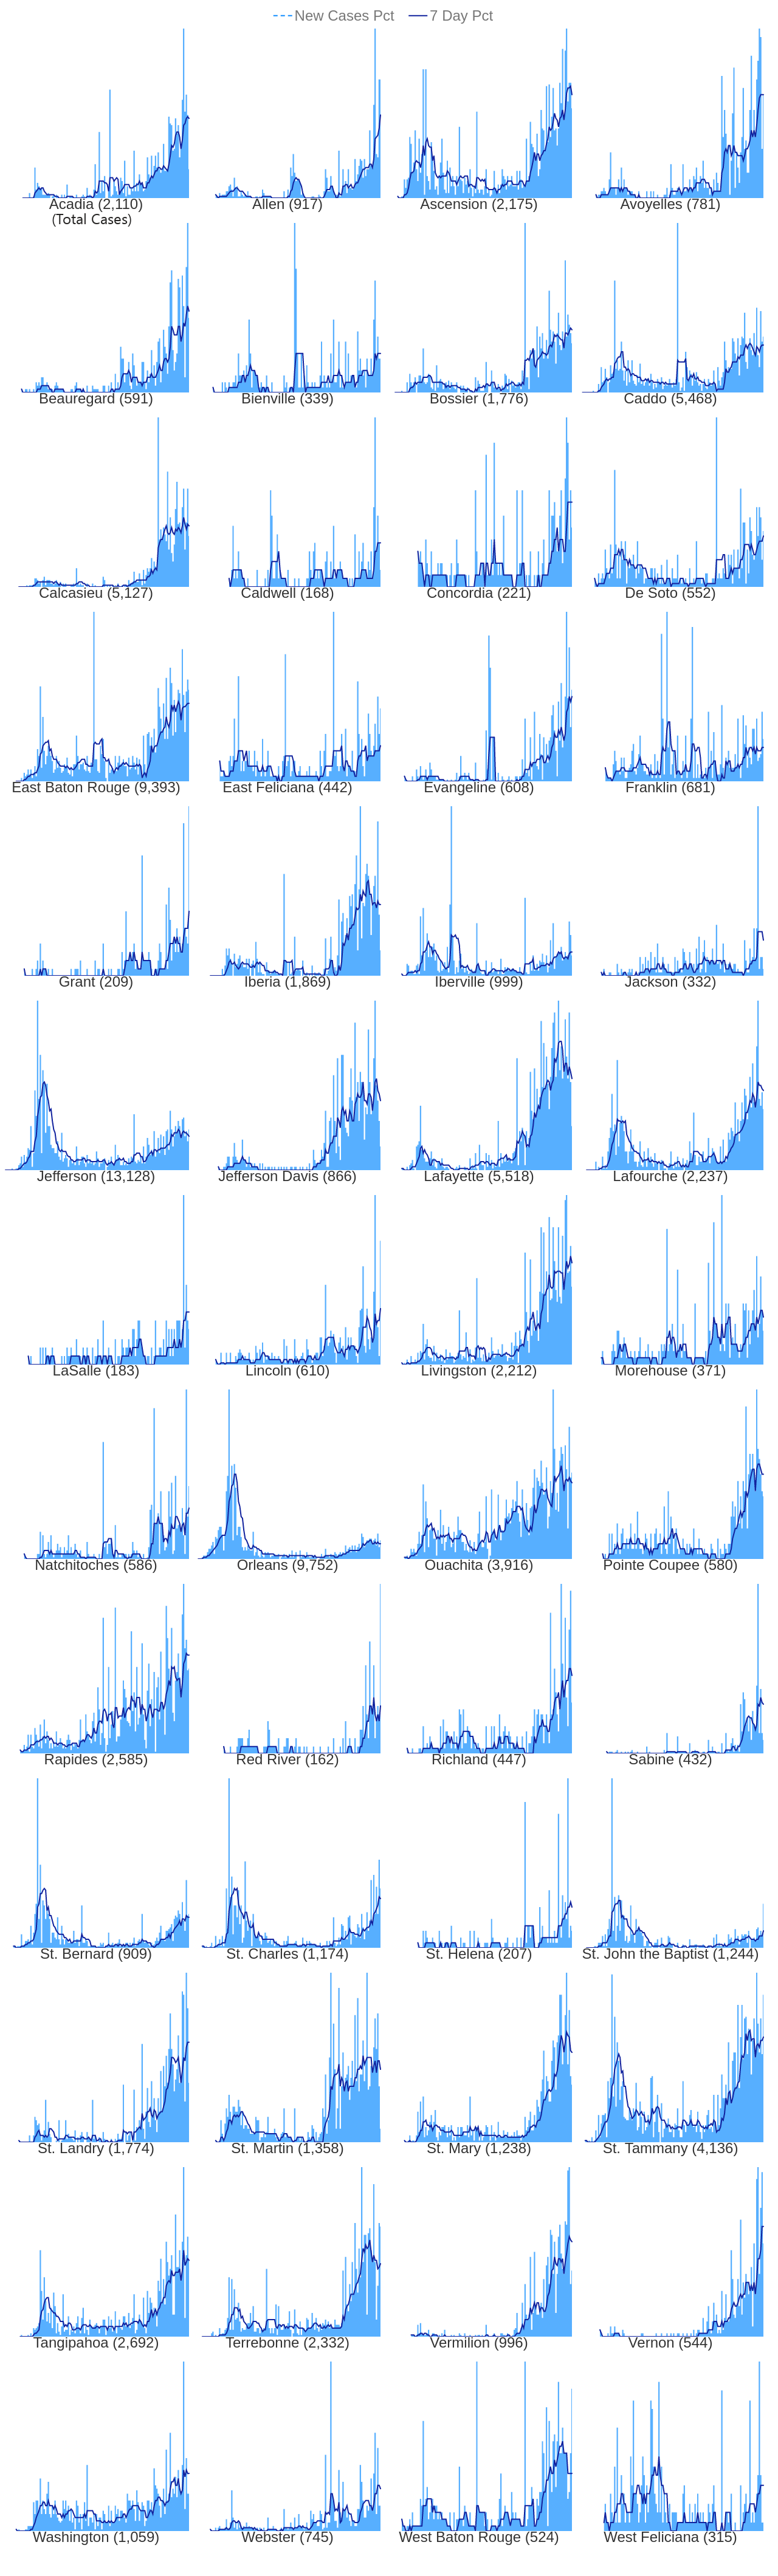 New Cases Pct 7 Day Pct
Acadia (2,110) Allen (917) Ascension (2,175) Avoyelles (781)
(Total Cases)
Beauregard (591) Bienville (339) Bossier (1,776) Caddo (5,468)
Calcasieu (5,127) Caldwell (168) Concordia (221) De Soto (552)
East Baton Rouge (9,393) East Feliciana (442) Evangeline (608) Franklin (681)
Grant (209) Iberia (1,869) Iberville (999) Jackson (332)
Jefferson (13,128) Jefferson Davis (866) Lafayette (5,518) Lafourche (2,237)
LaSalle (183) Lincoln (610) Livingston (2,212) Morehouse (371)
Natchitoches (586) Orleans (9,752) Ouachita (3,916) Pointe Coupee (580)
Rapides (2,585) Red River (162) Richland (447) Sabine (432)
St. Bernard (909) St. Charles (1,174) St. Helena (207) St. John the Baptist (1,244)
St. Landry (1,774) St. Martin (1,358) St. Mary (1,238) St. Tammany (4,136)
Tangipahoa (2,692) Terrebonne (2,332) Vermilion (996) Vernon (544)
Washington (1,059) Webster (745) West Baton Rouge (524) West Feliciana (315)